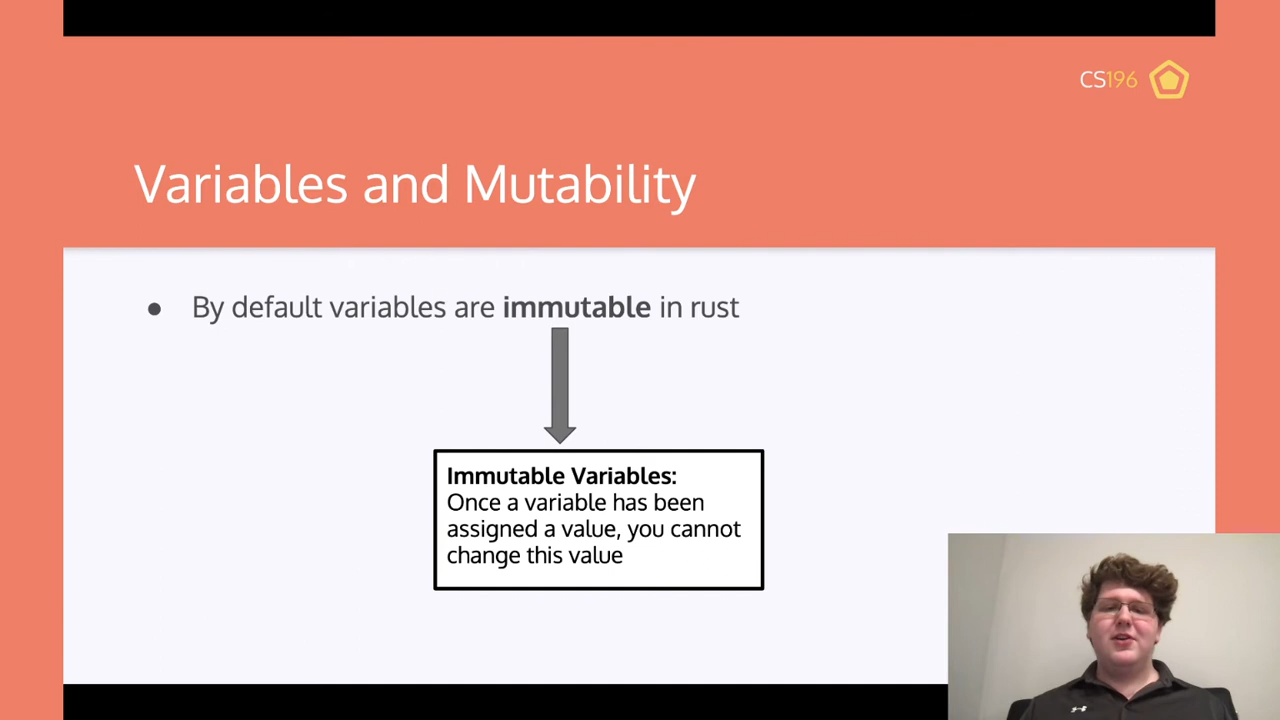 CS196
Variables and Mutability
● By default variables are immutable in rust
Immutable Variables:
Once a variable has been
assigned a value, you cannot
change this value